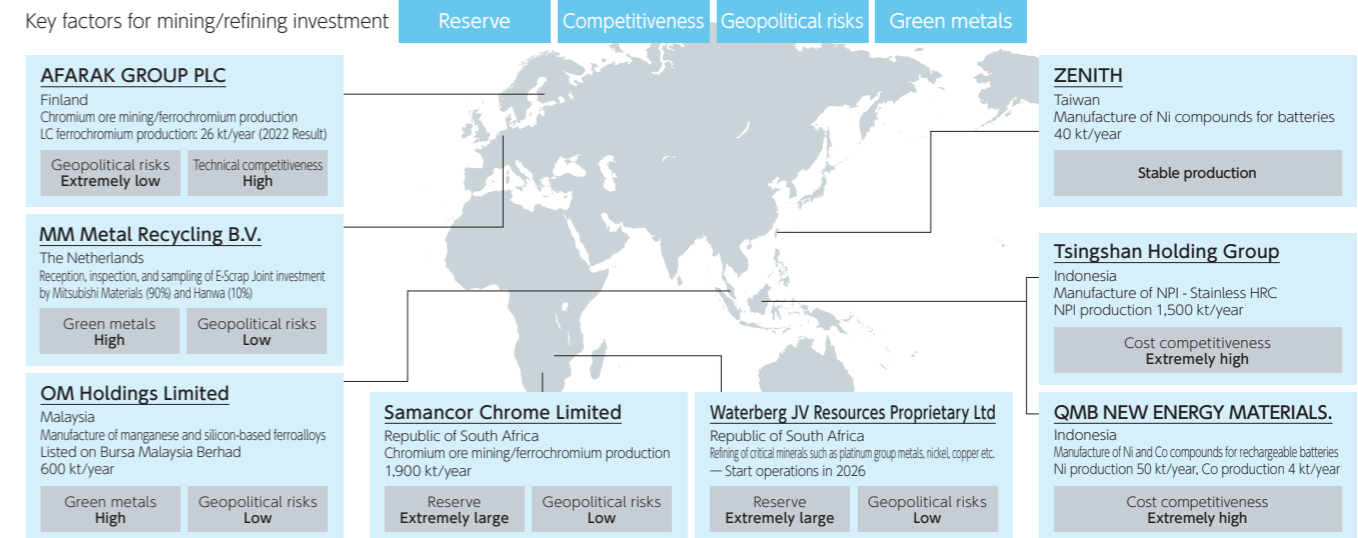 Key factors for mining/refining investment
Reserve
Competitiveness
Geopolitical risks
Green metals
AFARAK GROUP PLC
Finland
Chromium ore mining/ferrochromium production
LC ferrochromium production: 26 kt/year (2022 Result)
Geopolitical risks
Extremely low
Technical competitiveness
High
MM Metal Recycling B.V.
The Netherlands
Reception, inspection, and sampling of E-Scrap Joint investment
by Mitsubishi Materials (90%) and Hanwa (10%)
Green metals
High
Geopolitical risks
Low
OM Holdings Limited
Malaysia
Manufacture of manganese and silicon-based ferroalloys
Listed on Bursa Malaysia Berhad
600 kt/year
Green metals
High
Geopolitical risks
Low
Samancor Chrome Limited
Republic of South Africa
Chromium ore mining/ferrochromium production
1,900 kt/year
Reserve
Extremely large
Geopolitical risks
Low
Waterberg JV Resources Proprietary Ltd
Republic of South Africa
Refining of critical minerals such as platinum group metals, nickel, copper etc.
— Start operations in 2026
Reserve
Extremely large
Geopolitical risks
Low
ZENITH
Taiwan
Manufacture of Ni compounds for batteries
40 kt/year
Stable production
Tsingshan Holding Group
Indonesia
Manufacture of NPI - Stainless HRC
NPI production 1,500 kt/year
Cost competitiveness
Extremely high
QMB NEW ENERGY MATERIALS.
Indonesia
Manufacture of Ni and Co compounds for rechargeable batteries
Ni production 50 kt/year, Co production 4 kt/year
Cost competitiveness
Extremely high